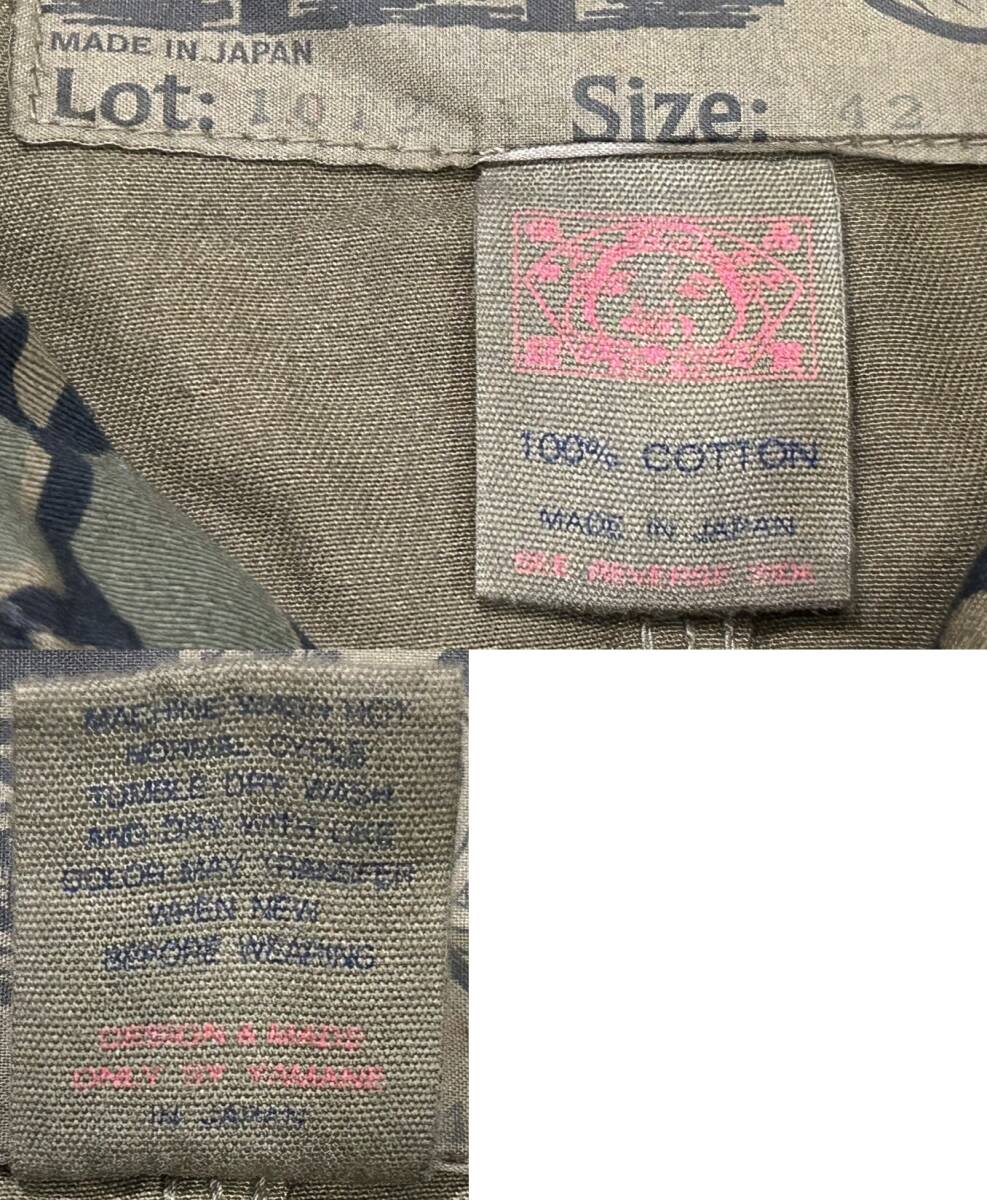 MADE IN JAPAN
Lot: 101
Size: 42
100% COTTON
MADE IN JAPAN
SEE REVERSE
MACHINE WASH HOT
NORMAL CYCLE
TUMBLE DRY WASH
AND DRY WITH LIKE
COLOR MAY TRANSFER
WHEN NEW
BEFORE WEARING
DESIGN & MADE
ONLY BY YAMANE
IN JAPAN